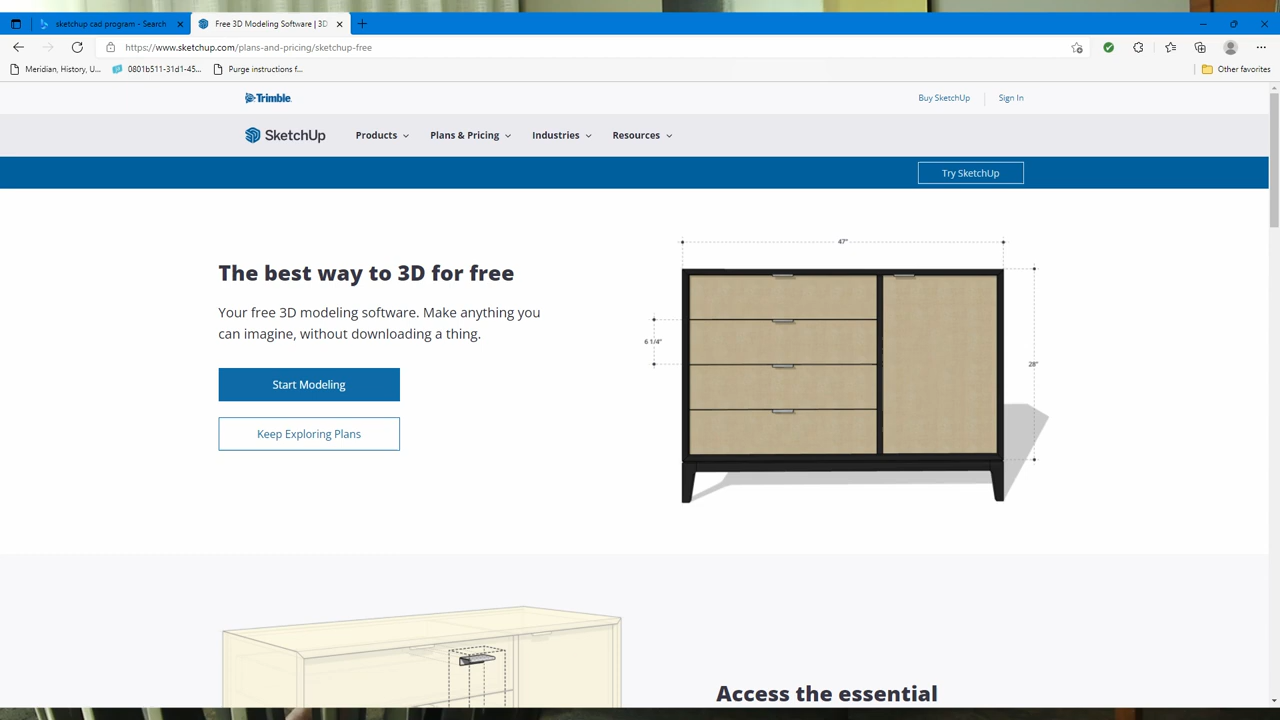 sketchup cad program - Search
Free 3D Modeling Software | 3D
https://www.sketchup.com/plans-and-pricing/sketchup-free
Meridian, History, U...
0801b511-31d1-45...
Purge instructions f...
Other favorites
Trimble
Buy SketchUp
Sign In
SketchUp
Products
Plans & Pricing
Industries
Resources
Try SketchUp
47"
The best way to 3D for free
Your free 3D modeling software. Make anything you
can imagine, without downloading a thing.
6 1/4"
28"
Start Modeling
Keep Exploring Plans
Access the essential